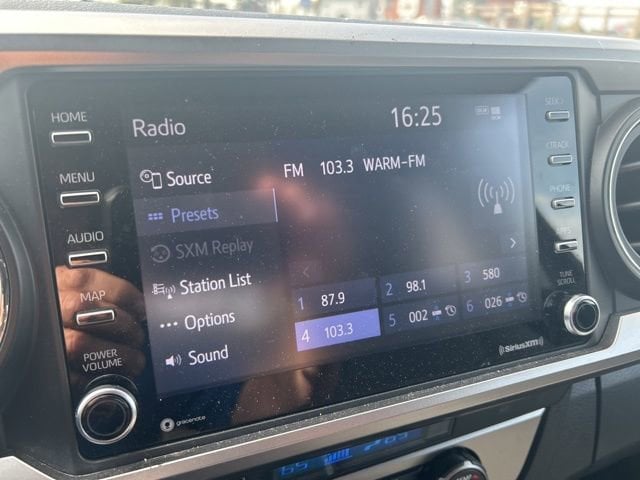 HOME
MENU
AUDIO
MAP
POWER
VOLUME
Radio
16:25
Source
Presets
SXM Replay
Station List
Options
Sound
FM 103.3 WARM-FM
1 87.9
2 98.1
3 580
4 103.3
5 002
6 026
TRACK
PHONE
TUNE
SCROLL
SiriusXM
gracenote
65